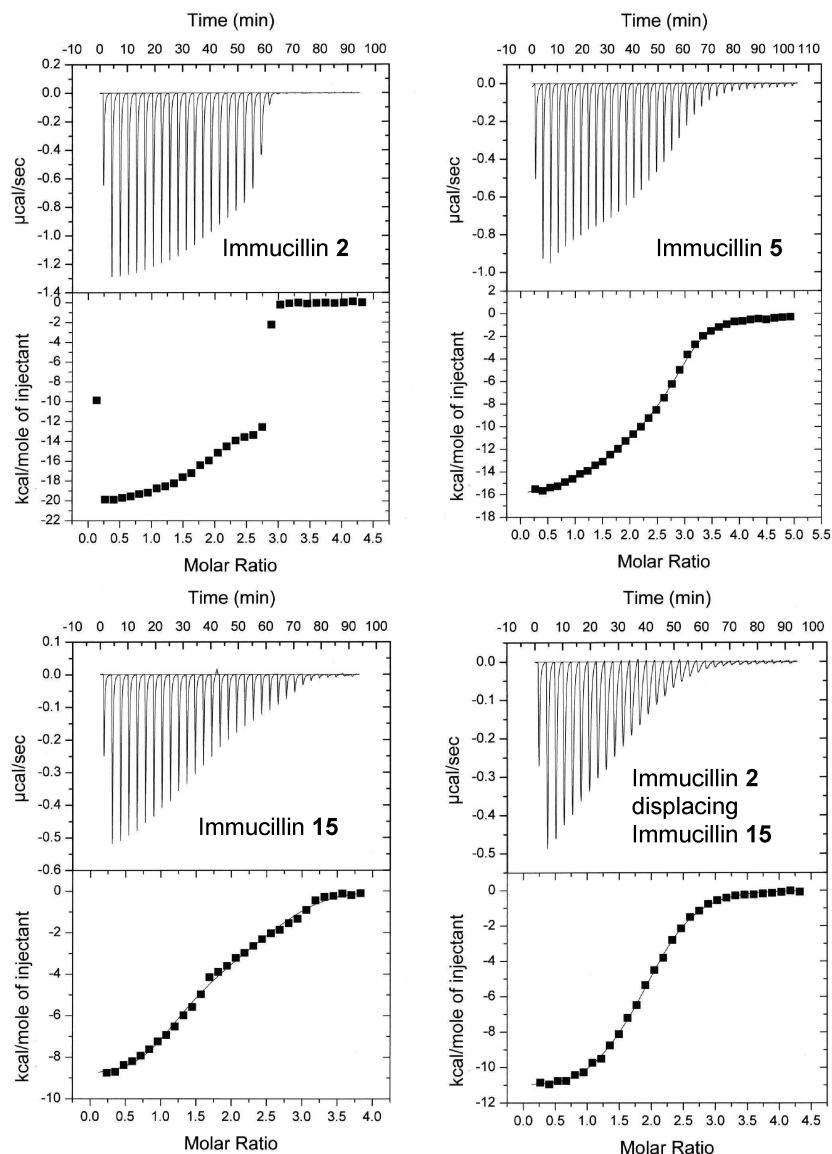 Time (min)
-10 0 10 20 30 40 50 60 70 80 90 100
0.2
0.0
-0.2
-0.4
-0.6
-0.8
-1.0
-1.2
-1.4
µcal/sec
Immucillin 2
0
-2
-4
-6
-8
-10
-12
-14
-16
-18
-20
-22
kcal/mole of injectant
0.0 0.5 1.0 1.5 2.0 2.5 3.0 3.5 4.0 4.5
Molar Ratio
Time (min)
-10 0 10 20 30 40 50 60 70 80 90 100 110
0.0
-0.2
-0.4
-0.6
-0.8
-1.0
µcal/sec
Immucillin 5
2
0
-2
-4
-6
-8
-10
-12
-14
-16
-18
kcal/mole of injectant
0.0 0.5 1.0 1.5 2.0 2.5 3.0 3.5 4.0 4.5 5.0 5.5
Molar Ratio
Time (min)
-10 0 10 20 30 40 50 60 70 80 90 100
0.1
0.0
-0.1
-0.2
-0.3
-0.4
-0.5
-0.6
µcal/sec
Immucillin 15
0
-2
-4
-6
-8
-10
kcal/mole of injectant
0.0 0.5 1.0 1.5 2.0 2.5 3.0 3.5 4.0
Molar Ratio
Time (min)
-10 0 10 20 30 40 50 60 70 80 90 100
0.0
-0.1
-0.2
-0.3
-0.4
-0.5
µcal/sec
Immucillin 2
displacing
Immucillin 15
0
-2
-4
-6
-8
-10
-12
kcal/mole of injectant
0.0 0.5 1.0 1.5 2.0 2.5 3.0 3.5 4.0 4.5
Molar Ratio